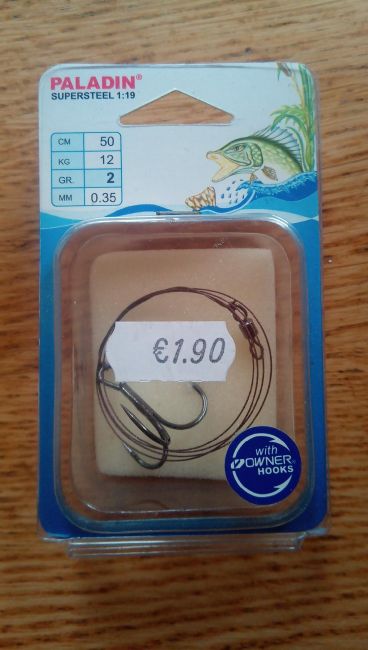 PALADIN®
SUPERSTEEL 1:19
CM 50
KG 12
GR. 2
MM 0.35
€1.90
with
OWNER®
HOOKS